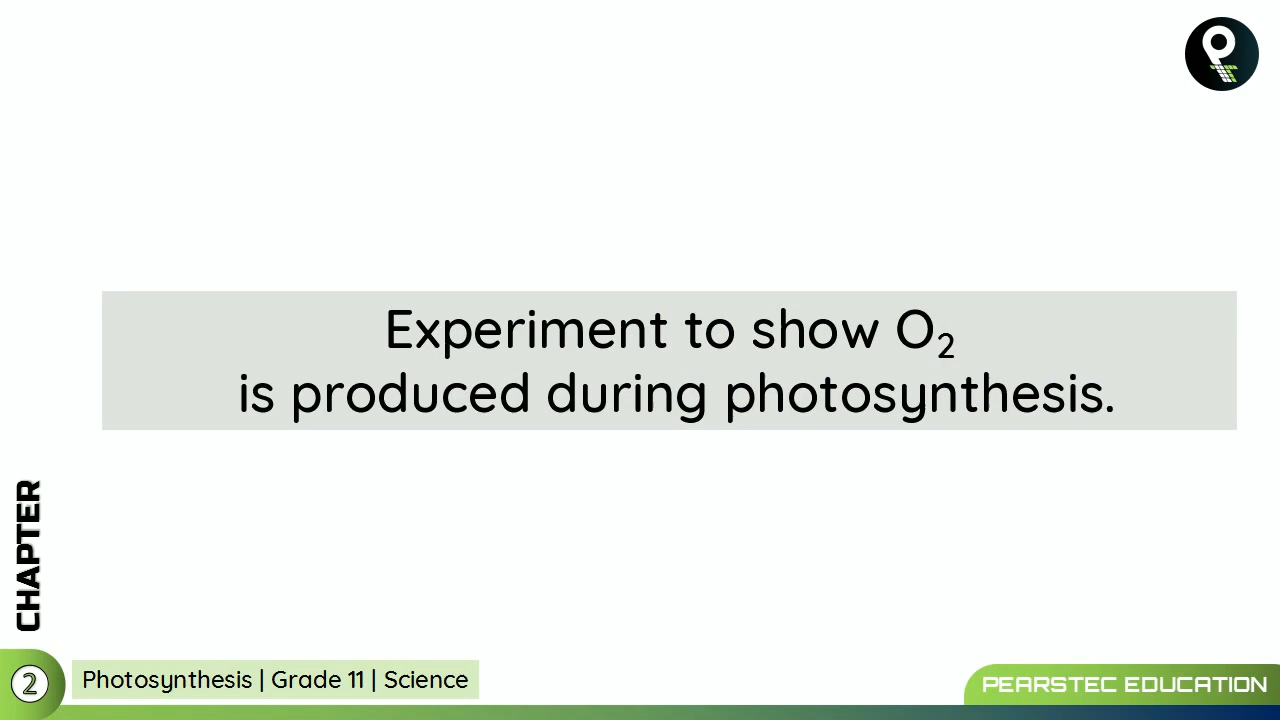 Experiment to show O₂
is produced during photosynthesis.
CHAPTER
2
Photosynthesis | Grade 11 | Science
PEARSTEC EDUCATION